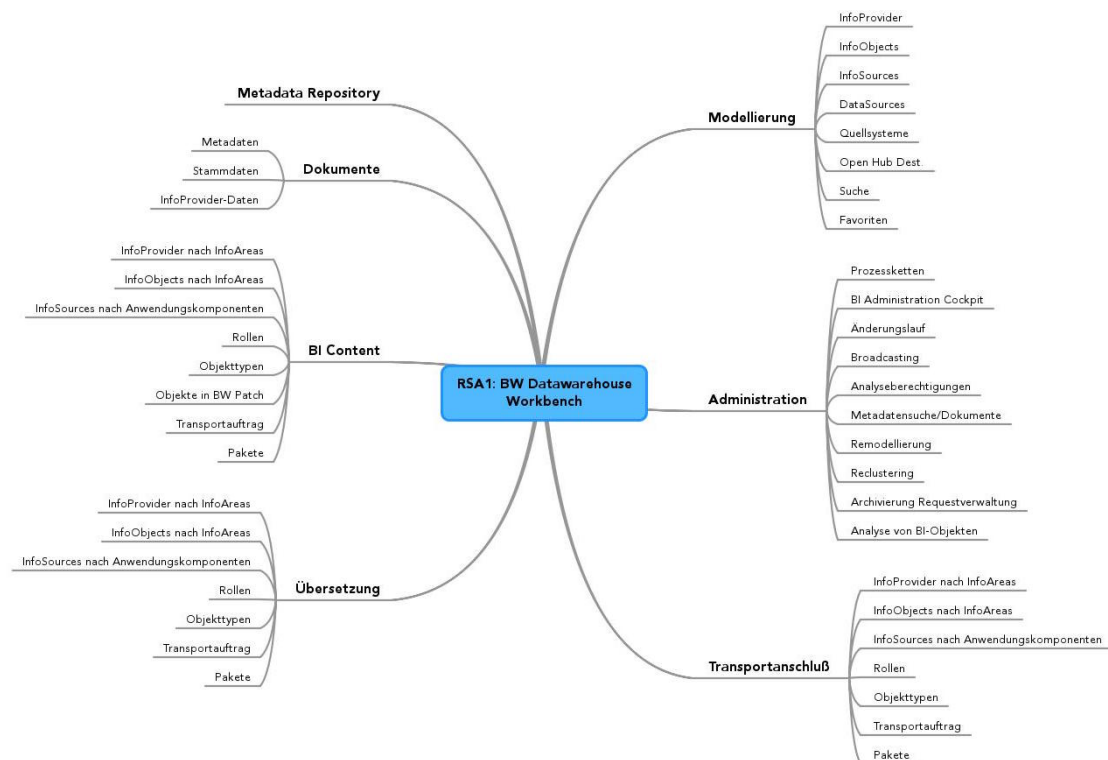 RSA1: BW Datawarehouse
Workbench
Metadata Repository
Dokumente
Metadaten
Stammdaten
InfoProvider-Daten
BI Content
InfoProvider nach InfoAreas
InfoObjects nach InfoAreas
InfoSources nach Anwendungskomponenten
Rollen
Objekttypen
Objekte in BW Patch
Transportauftrag
Pakete
Übersetzung
InfoProvider nach InfoAreas
InfoObjects nach InfoAreas
InfoSources nach Anwendungskomponenten
Rollen
Objekttypen
Transportauftrag
Pakete
Modellierung
InfoProvider
InfoObjects
InfoSources
DataSources
Quellsysteme
Open Hub Dest.
Suche
Favoriten
Administration
Prozessketten
BI Administration Cockpit
Änderungslauf
Broadcasting
Analyseberechtigungen
Metadatensuche/Dokumente
Remodellierung
Reclustering
Archivierung Requestverwaltung
Analyse von BI-Objekten
Transportanschluß
InfoProvider nach InfoAreas
InfoObjects nach InfoAreas
InfoSources nach Anwendungskomponenten
Rollen
Objekttypen
Transportauftrag
Pakete